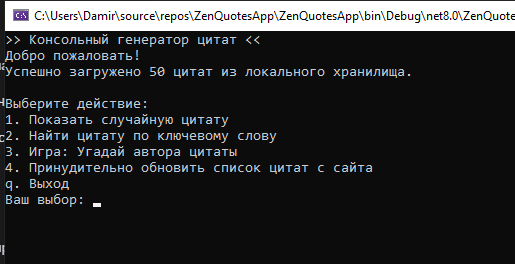 C:\Users\Damir\source\repos\ZenQuotesApp\ZenQuotesApp\bin\Debug\net8.0\ZenQuote
>> Консольный генератор цитат <<
Добро пожаловать!
Успешно загружено 50 цитат из локального хранилища.
Выберите действие:
1. Показать случайную цитату
2. Найти цитату по ключевому слову
3. Игра: Угадай автора цитаты
4. Принудительно обновить список цитат с сайта
q. Выход
Ваш выбор: